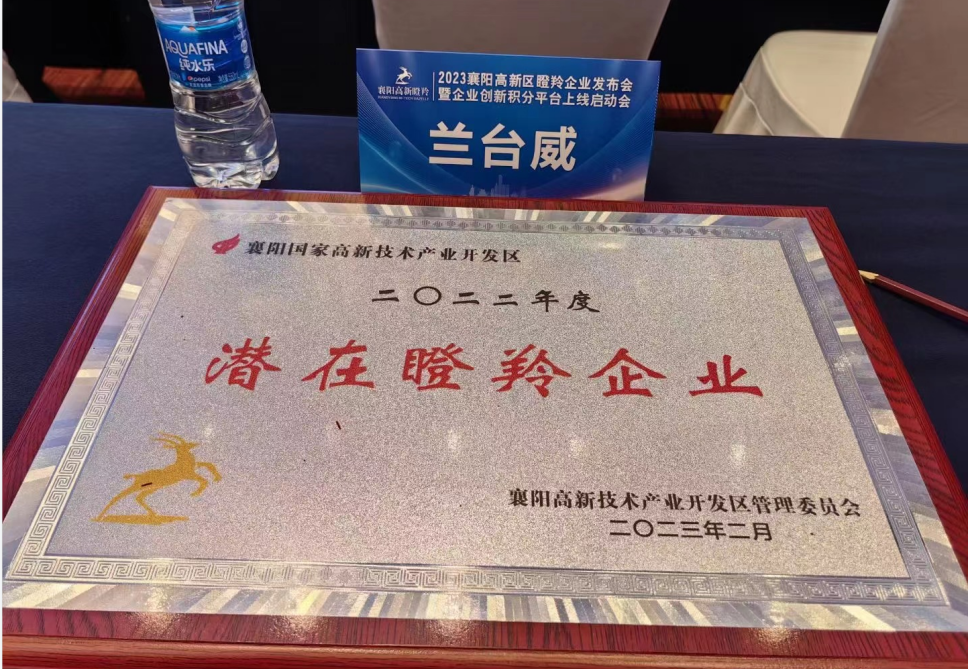 AQUAFINA
纯水乐
pepsi
襄阳高新瞪羚
2023襄阳高新区瞪羚企业发布会
暨企业创新积分平台上线启动会
兰台威
襄阳国家高新技术产业开发区
二〇二二年度
潜在瞪羚企业
襄阳高新技术产业开发区管理委员会
二〇二三年二月